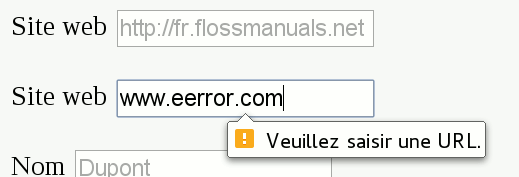 Site web http://fr.flossmanuals.net
Site web www.eerror.com
! Veuillez saisir une URL.
Nom Dupont